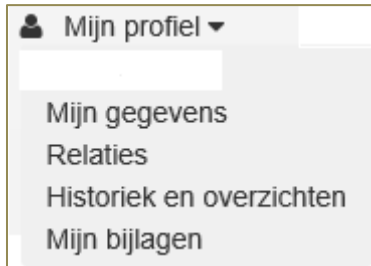 Mijn profiel
Mijn gegevens
Relaties
Historiek en overzichten
Mijn bijlagen